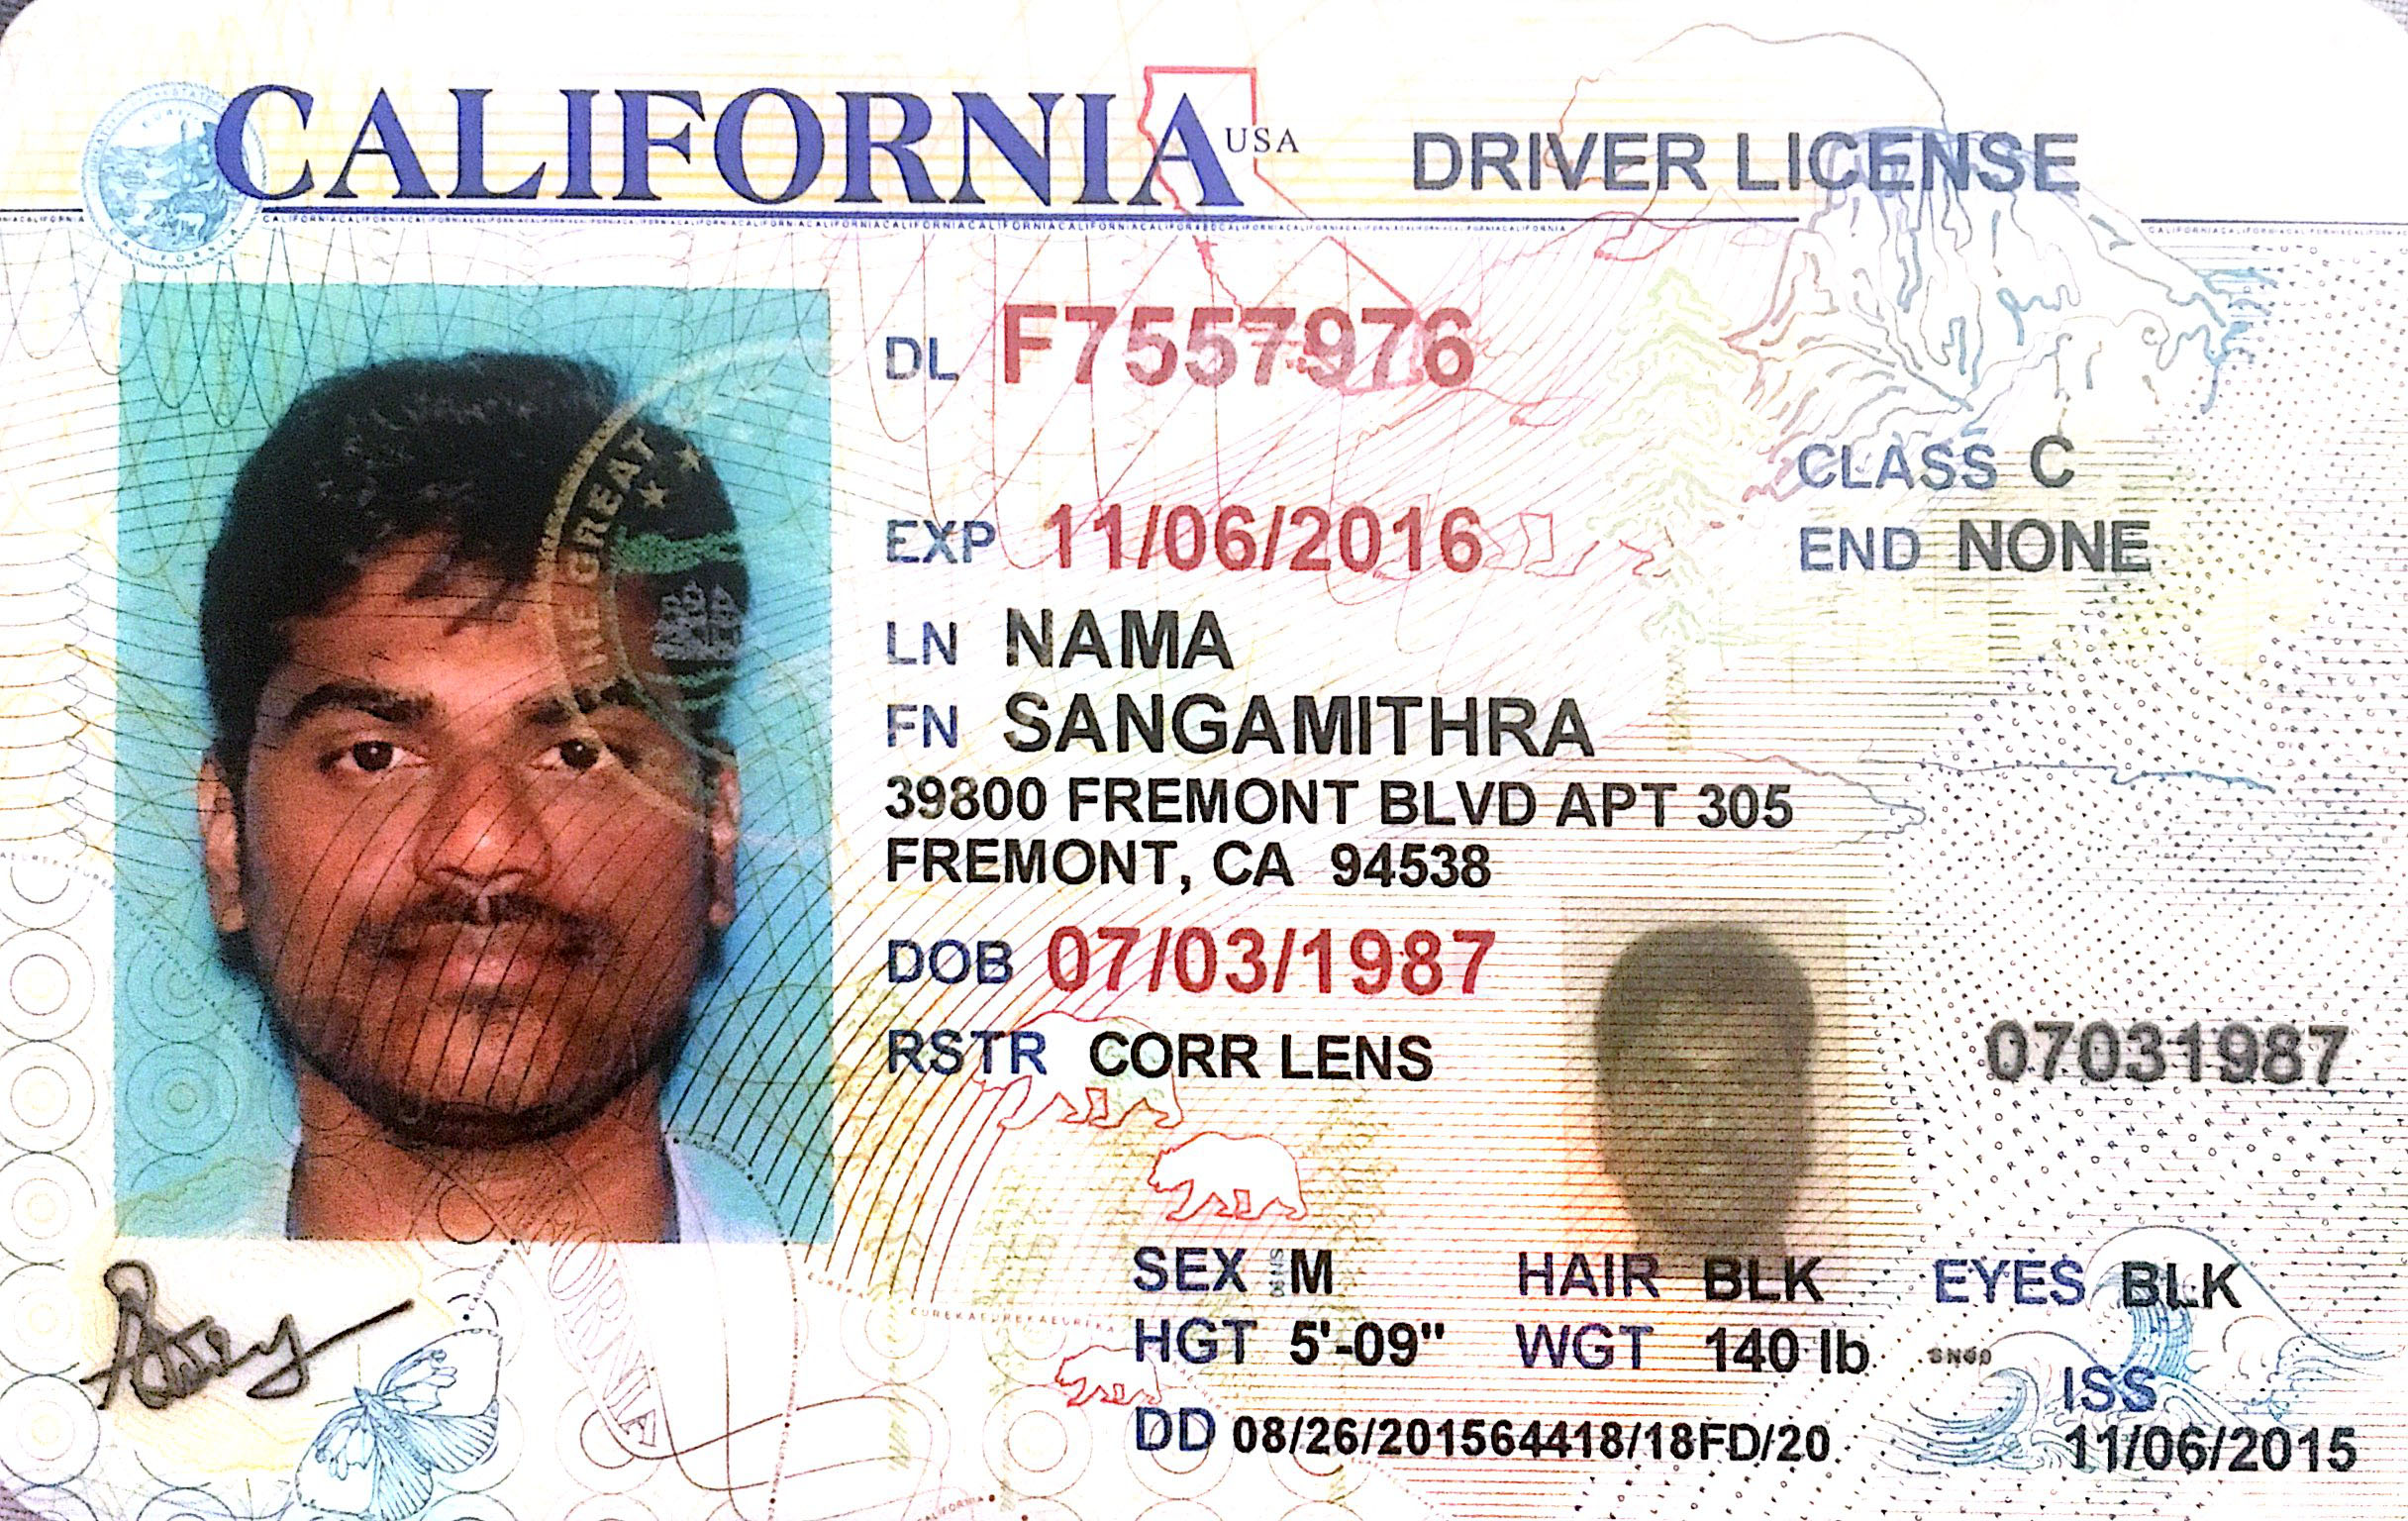 CALIFORNIA USA DRIVER LICENSE
DL F7557976
CLASS C
EXP 11/06/2016
END NONE
LN NAMA
FN SANGAMITHRA
39800 FREMONT BLVD APT 305
FREMONT, CA 94538
DOB 07/03/1987
RSTR CORR LENS
07031987
SEX M HAIR BLK EYES BLK
HGT 5'-09" WGT 140 lb
ISS
DD 08/26/201564418/18FD/20 11/06/2015